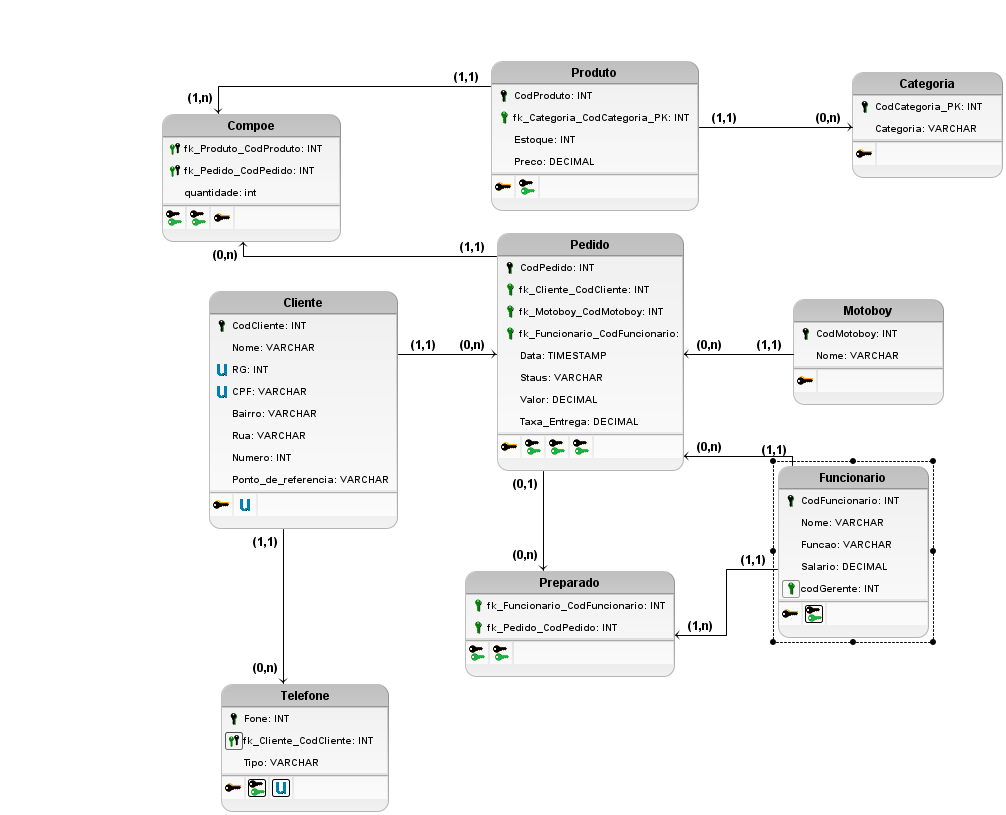 Produto
CodProduto: INT
fk_Categoria_CodCategoria_PK: INT
Estoque: INT
Preco: DECIMAL
(1,1)
(1,n)
(1,1)
(0,n)
Categoria
CodCategoria_PK: INT
Categoria: VARCHAR
Compoe
fk_Produto_CodProduto: INT
fk_Pedido_CodPedido: INT
quantidade: int
(0,n)
(1,1)
Pedido
CodPedido: INT
fk_Cliente_CodCliente: INT
fk_Motoboy_CodMotoboy: INT
fk_Funcionario_CodFuncionario:
Data: TIMESTAMP
Staus: VARCHAR
Valor: DECIMAL
Taxa_Entrega: DECIMAL
Cliente
CodCliente: INT
Nome: VARCHAR
RG: INT
CPF: VARCHAR
Bairro: VARCHAR
Rua: VARCHAR
Numero: INT
Ponto_de_referencia: VARCHAR
(1,1)
(0,n)
(0,n)
(1,1)
Motoboy
CodMotoboy: INT
Nome: VARCHAR
(0,n)
(1,1)
Funcionario
CodFuncionario: INT
Nome: VARCHAR
Funcao: VARCHAR
Salario: DECIMAL
codGerente: INT
(0,1)
(0,n)
(1,1)
(1,n)
Preparado
fk_Funcionario_CodFuncionario: INT
fk_Pedido_CodPedido: INT
(1,1)
(0,n)
Telefone
Fone: INT
fk_Cliente_CodCliente: INT
Tipo: VARCHAR